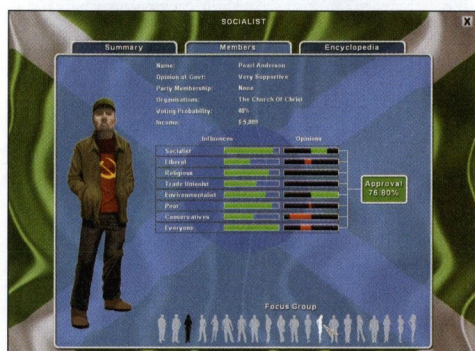 SOCIALIST
X
Summary Members Encyclopedia
Name: Pearl Anderson
Opinion of Govt: Very Supportive
Party Membership: None
Organisations: The Church Of Christ
Voting Probability: 40%
Income:
Influences Opinions
Socialist
Liberal
Religious
Trade Unionist
Environmentalist
Poor
Conservatives
Everyone
Approval
76.80%
Focus Group